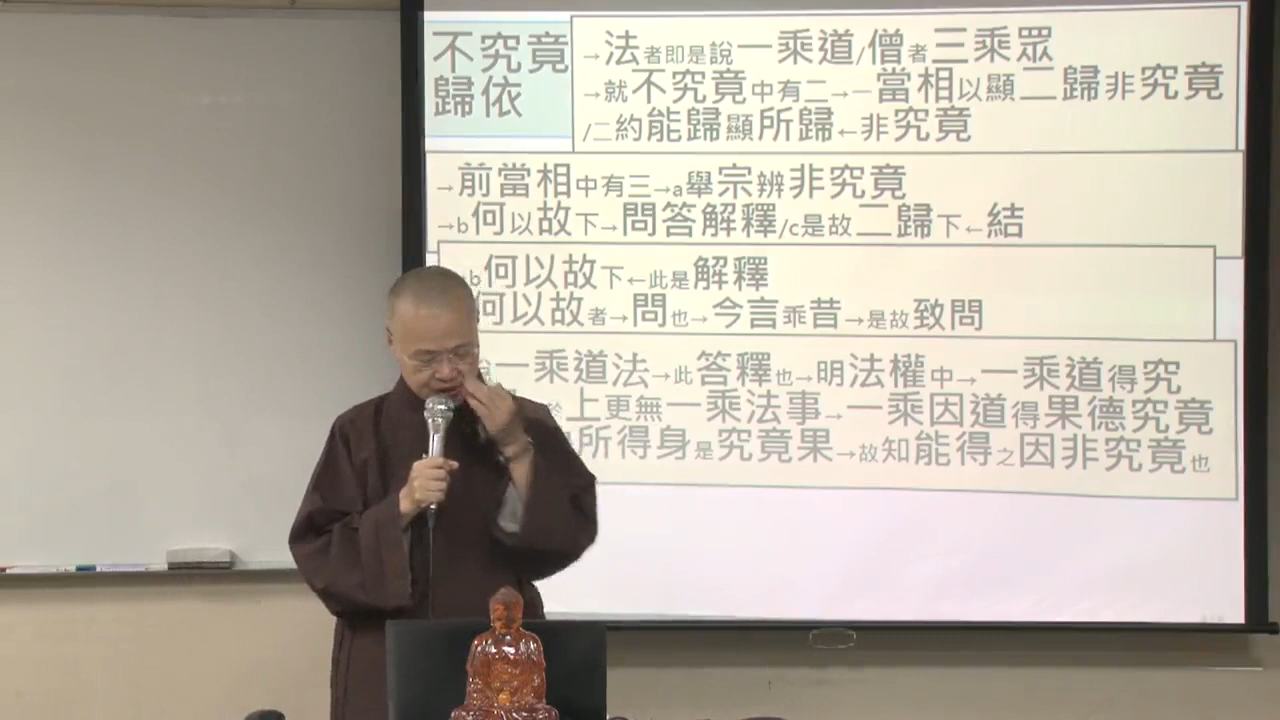 不究竟
歸依
→法者即是說一乘道/僧者三乘眾
→就不究竟中有二→一當相以顯二歸非究竟
/二約能歸顯所歸←非究竟
→前當相中有三→a舉宗辨非究竟
→b何以故下→問答解釋/c是故二歸下←結
b何以故下←此是解釋
何以故者→問也→今言乖昔→是故致問
一乘道法→此答釋也→明法權中→一乘道得究
於上更無一乘法事→一乘因道得果德究竟
所得身是究竟果→故知能得之因非究竟也